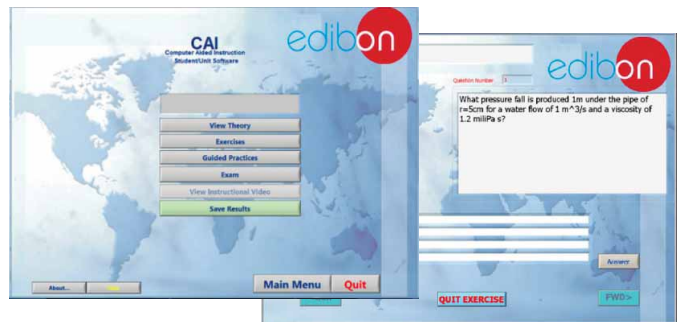 CAI
Computer Aided Instruction
Student/Unit Software
edibon
View Theory
Exercises
Guided Practices
Exam
View Instructional Video
Save Results
About...
Main Menu
Quit
edibon
Question Number
What pressure fall is produced 1m under the pipe of
r=5cm for a water flow of 1 m^3/s and a viscosity of
1.2 miliPa s?
Answer
QUIT EXERCISE
FWD>